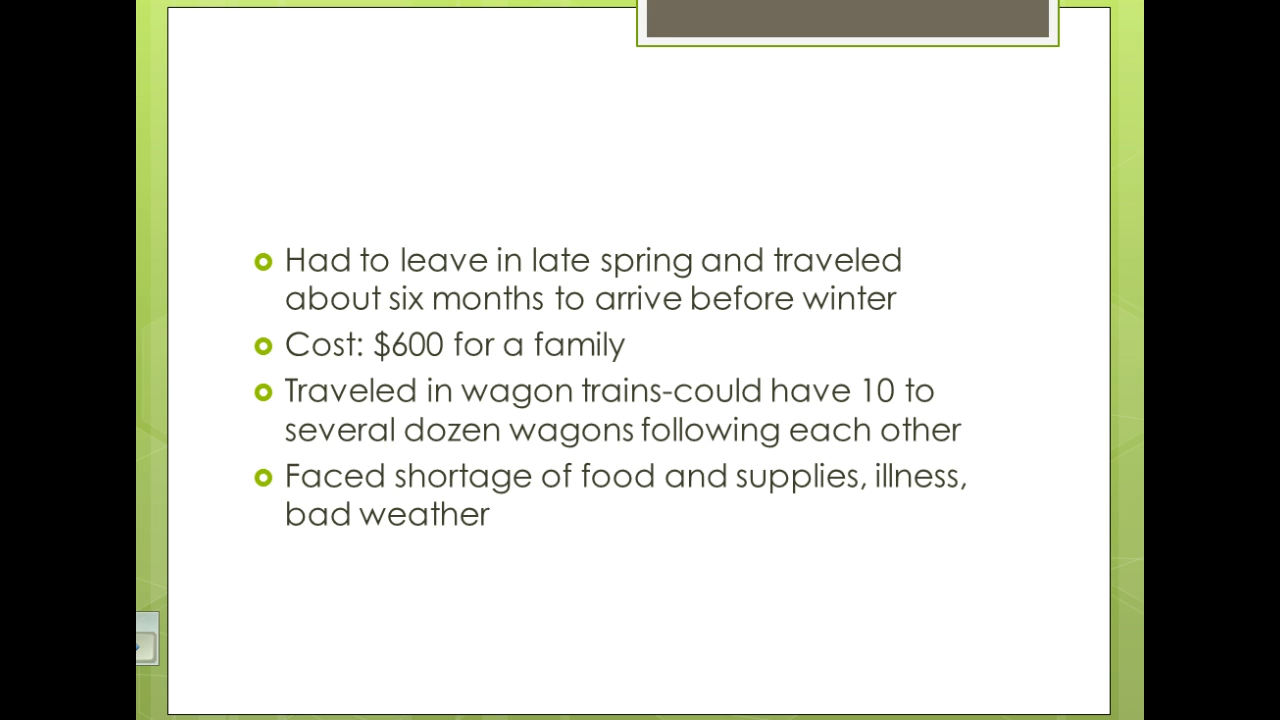 Had to leave in late spring and traveled
about six months to arrive before winter
Cost: $600 for a family
Traveled in wagon trains-could have 10 to
several dozen wagons following each other
Faced shortage of food and supplies, illness,
bad weather